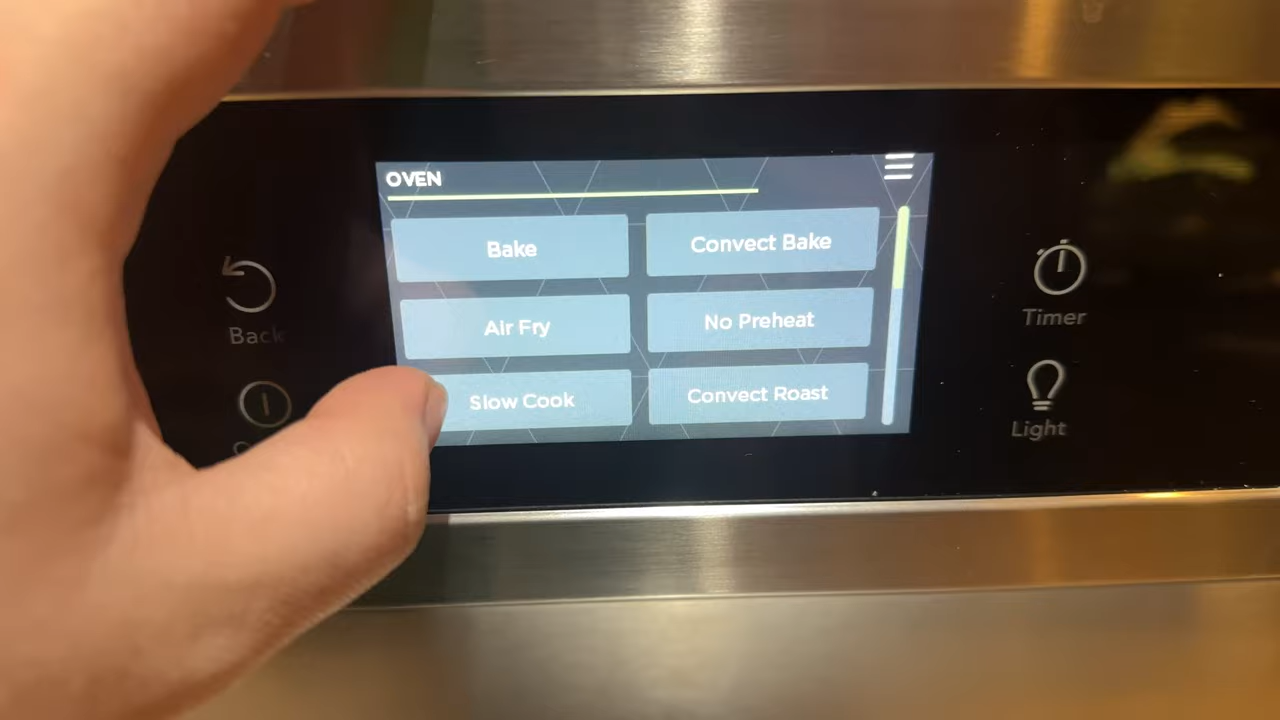 OVEN
Bake
Convect Bake
Air Fry
No Preheat
Slow Cook
Convect Roast
Back
Timer
Light